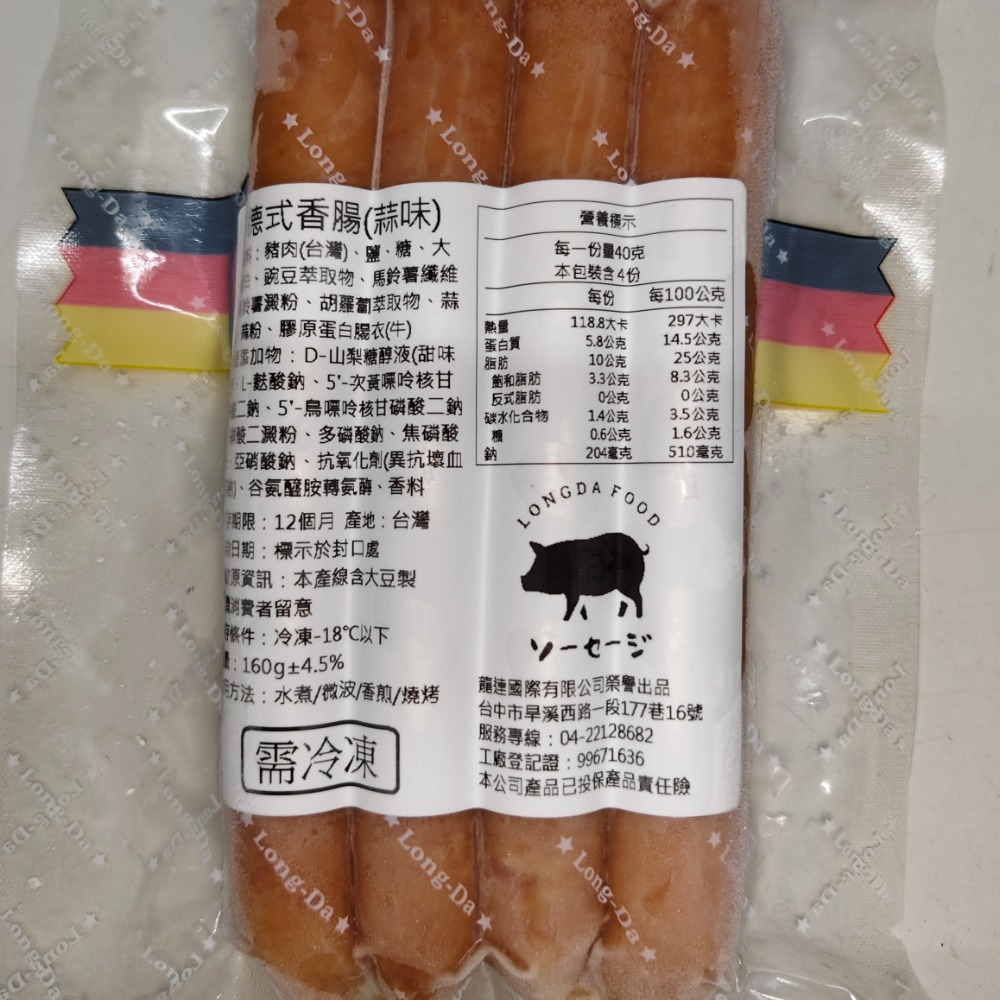 德式香腸(蒜味)
：豬肉(台灣)、鹽、糖、大
、豌豆萃取物、馬鈴薯纖維
薯澱粉、胡蘿蔔萃取物、蒜
蒜粉、膠原蛋白腸衣(牛)
添加物：D-山梨糖醇液(甜味
、L-麩酸鈉、5'-次黃嘌呤核甘
二鈉、5'-鳥嘌呤核甘磷酸二鈉
酸二澱粉、多磷酸鈉、焦磷酸
亞硝酸鈉、抗氧化劑(異抗壞血
)、谷氨醯胺轉氨酶、香料
期限：12個月 產地：台灣
日期：標示於封口處
原資訊：本產線含大豆製
消費者留意
條件：冷凍-18℃以下
：160g±4.5%
方法：水煮/微波/香煎/燒烤
需冷凍
營養標示
每一份量40克
本包裝含4份
每份 每100公克
熱量 118.8大卡 297大卡
蛋白質 5.8公克 14.5公克
脂肪 10公克 25公克
飽和脂肪 3.3公克 8.3公克
反式脂肪 0公克 0公克
碳水化合物 1.4公克 3.5公克
糖 0.6公克 1.6公克
鈉 204毫克 510毫克
LONGDA FOOD
ソーセージ
龍達國際有限公司榮譽出品
台中市旱溪西路一段177巷16號
服務專線：04-22128682
工廠登記證：99671636
本公司產品已投保產品責任險
Long-Da
Long-Da
Long-Da
Long-Da